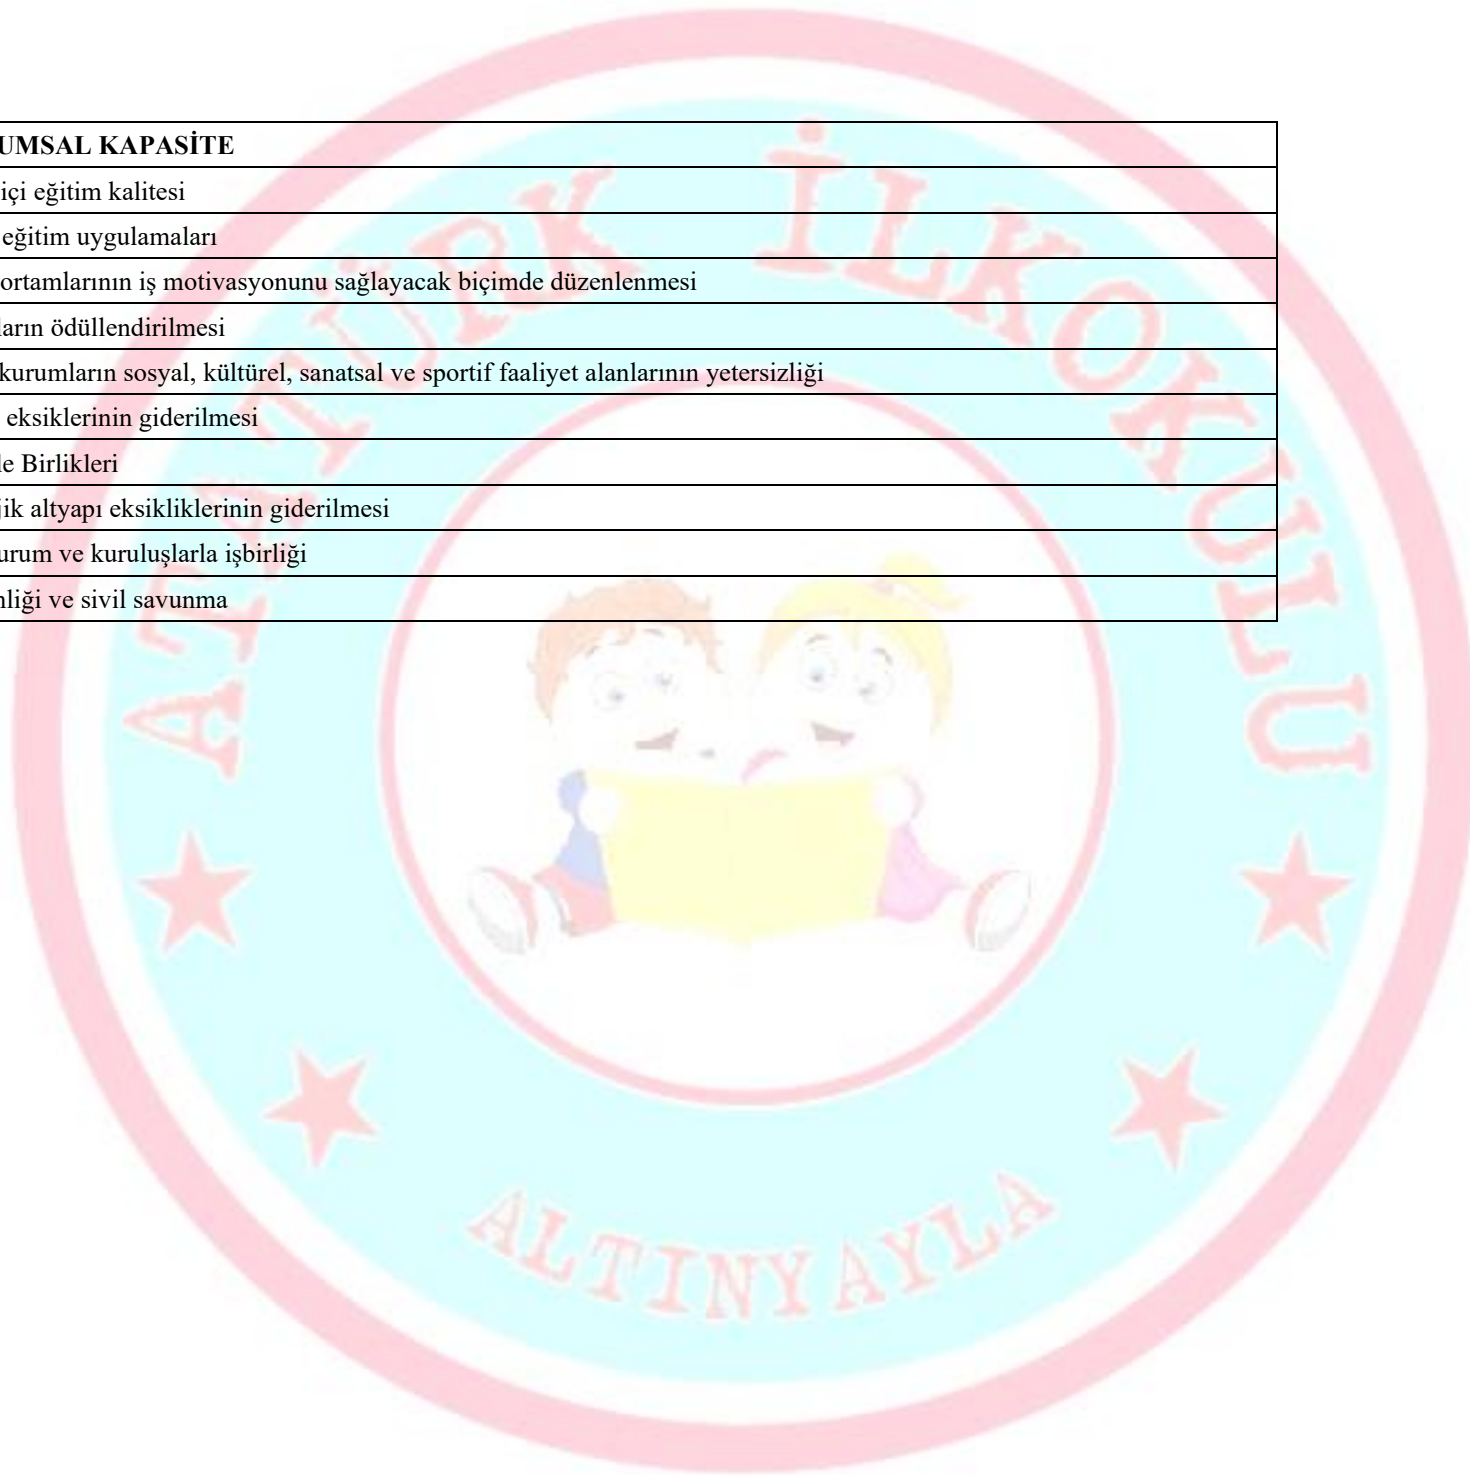 UMSAL KAPASİTE
içi eğitim kalitesi
eğitim uygulamaları
ortamlarının iş motivasyonunu sağlayacak biçimde düzenlenmesi
ların ödüllendirilmesi
kurumların sosyal, kültürel, sanatsal ve sportif faaliyet alanlarının yetersizliği
eksiklerinin giderilmesi
le Birlikleri
jik altyapı eksikliklerinin giderilmesi
urum ve kuruluşlarla işbirliği
nliği ve sivil savunma
ATATÜRK İLKOKULU
ALTINYAYLA